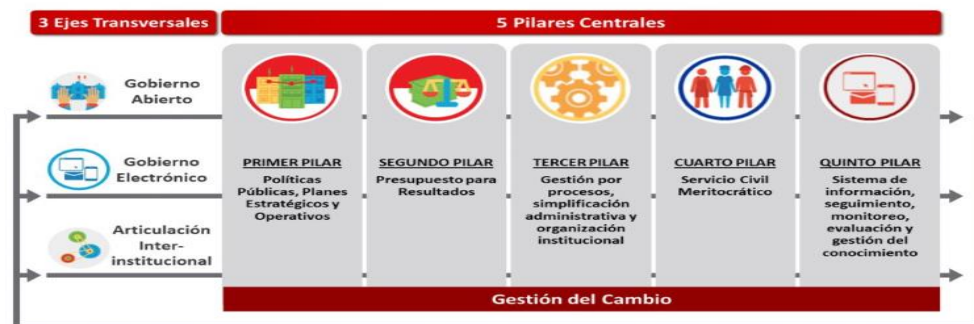 3 Ejes Transversales
5 Pilares Centrales
Gobierno
Abierto
Gobierno
Electrónico
Articulación
Inter-
institucional
PRIMER PILAR
Políticas
Públicas, Planes
Estratégicos y
Operativos
SEGUNDO PILAR
Presupuesto para
Resultados
TERCER PILAR
Gestión por
procesos,
simplificación
administrativa y
organización
institucional
CUARTO PILAR
Servicio Civil
Meritocrático
QUINTO PILAR
Sistema de
información,
seguimiento,
monitoreo,
evaluación y
gestión del
conocimiento
Gestión del Cambio